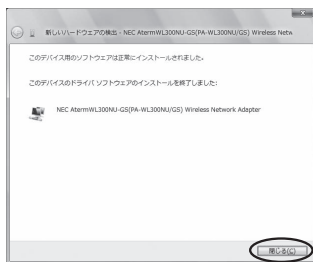 新しいハードウェアの検出 - NEC AtermWL300NU-GS(PA-WL300NU/GS) Wireless Netw
このデバイス用のソフトウェアは正常にインストールされました。
このデバイスのドライバ ソフトウェアのインストールを終了しました:
NEC AtermWL300NU-GS(PA-WL300NU/GS) Wireless Network Adapter
閉じる(C)